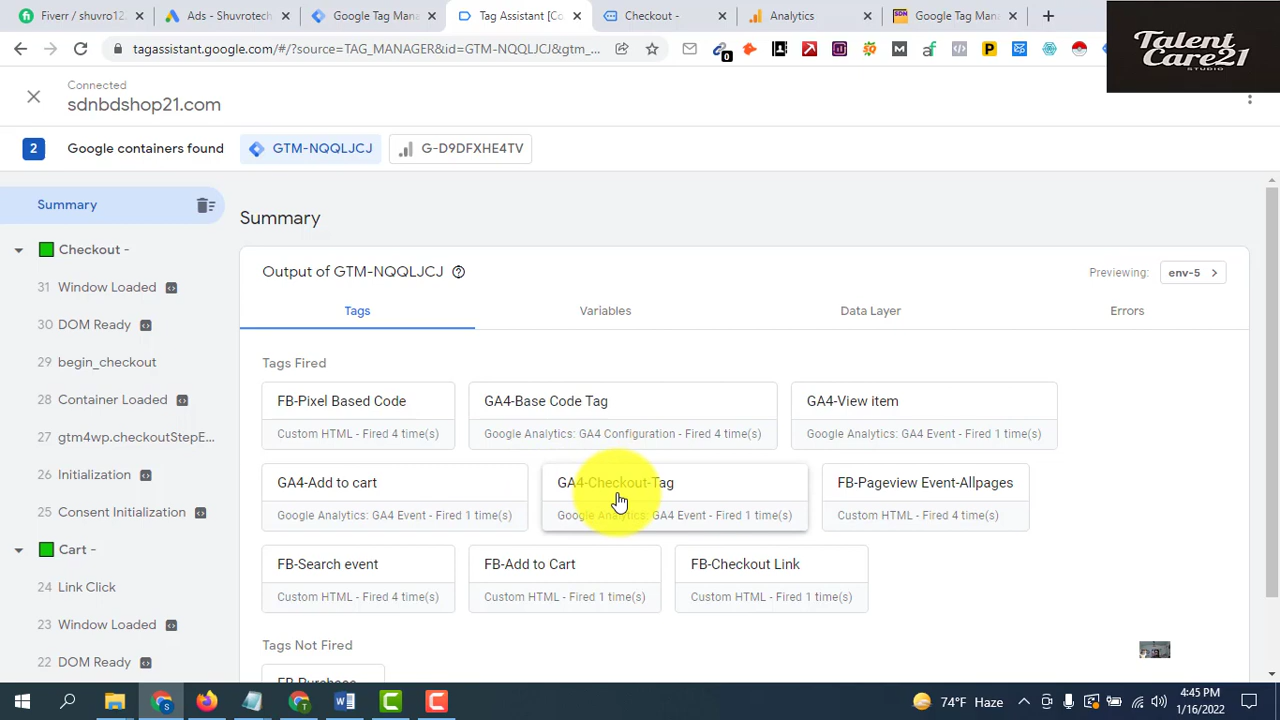 Fiverr / shuvro12
Ads - Shuvrotech
Google Tag Mana
Tag Assistant [Co
Checkout -
Analytics
Google Tag Man
tagassistant.google.com/#/?source=TAG_MANAGER&id=GTM-NQQLJCJ&gtm_...
0
Talent
Care21
STUDIO
Connected
sdnbdshop21.com
2
Google containers found
GTM-NQQLJCJ
G-D9DFXHE4TV
Summary
Checkout -
31 Window Loaded
30 DOM Ready
29 begin_checkout
28 Container Loaded
27 gtm4wp.checkoutStepE...
26 Initialization
25 Consent Initialization
Cart -
24 Link Click
23 Window Loaded
22 DOM Ready
Summary
Output of GTM-NQQLJCJ
Previewing: env-5
Tags
Variables
Data Layer
Errors
Tags Fired
FB-Pixel Based Code
Custom HTML - Fired 4 time(s)
GA4-Base Code Tag
Google Analytics: GA4 Configuration - Fired 4 time(s)
GA4-View item
Google Analytics: GA4 Event - Fired 1 time(s)
GA4-Add to cart
Google Analytics: GA4 Event - Fired 1 time(s)
GA4-Checkout-Tag
Google Analytics: GA4 Event - Fired 1 time(s)
FB-Pageview Event-Allpages
Custom HTML - Fired 4 time(s)
FB-Search event
Custom HTML - Fired 4 time(s)
FB-Add to Cart
Custom HTML - Fired 1 time(s)
FB-Checkout Link
Custom HTML - Fired 1 time(s)
Tags Not Fired
FB-Purchase
74°F Haze
4:45 PM
1/16/2022